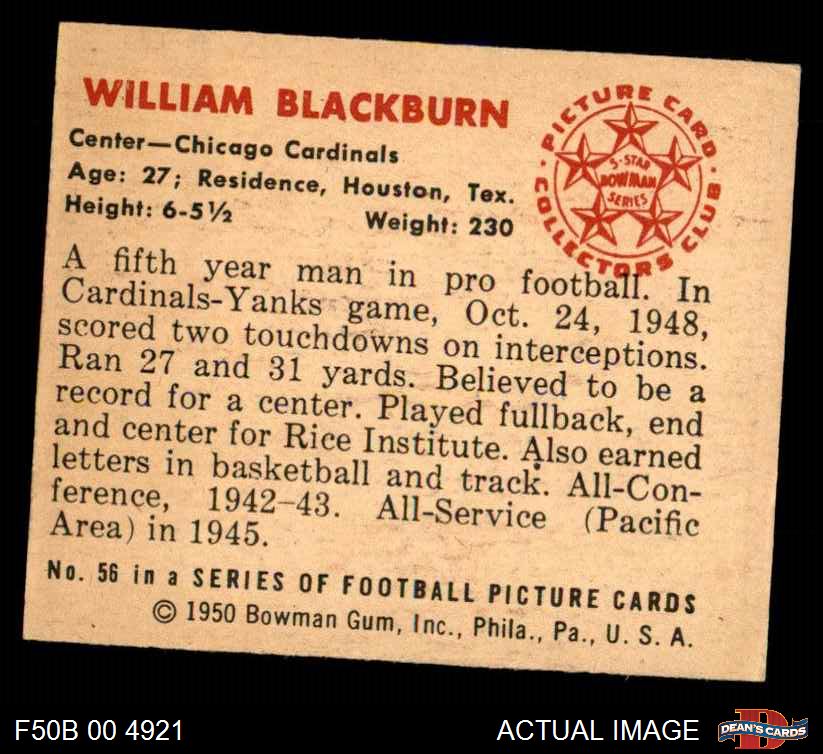 WILLIAM BLACKBURN
Center—Chicago Cardinals
Age: 27; Residence, Houston, Tex.
Height: 6-5½ Weight: 230
PICTURE CARD
COLLECTORS CLUB
5-STAR
BOWMAN
SERIES
A fifth year man in pro football. In
Cardinals-Yanks game, Oct. 24, 1948,
scored two touchdowns on interceptions.
Ran 27 and 31 yards. Believed to be a
record for a center. Played fullback, end
and center for Rice Institute. Also earned
letters in basketball and track. All-Con-
ference, 1942-43. All-Service (Pacific
Area) in 1945.
No. 56 in a SERIES OF FOOTBALL PICTURE CARDS
© 1950 Bowman Gum, Inc., Phila., Pa., U. S. A.
F50B 00 4921
ACTUAL IMAGE
DEAN'S CARDS